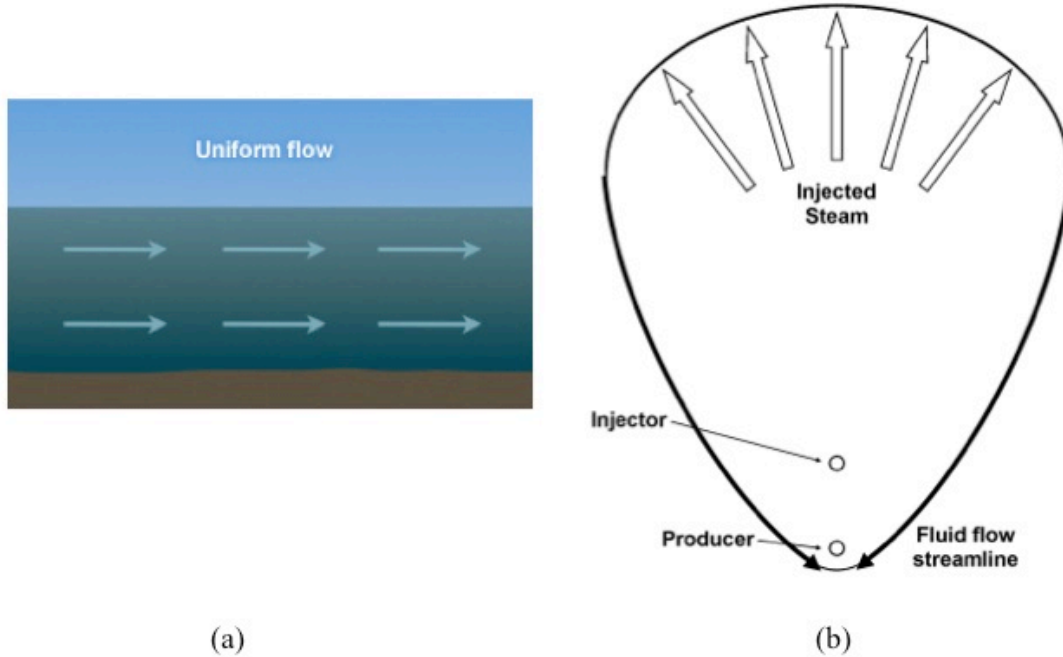 Uniform flow
Injected
Steam
Injector
Producer
Fluid flow
streamline
(a)
(b)